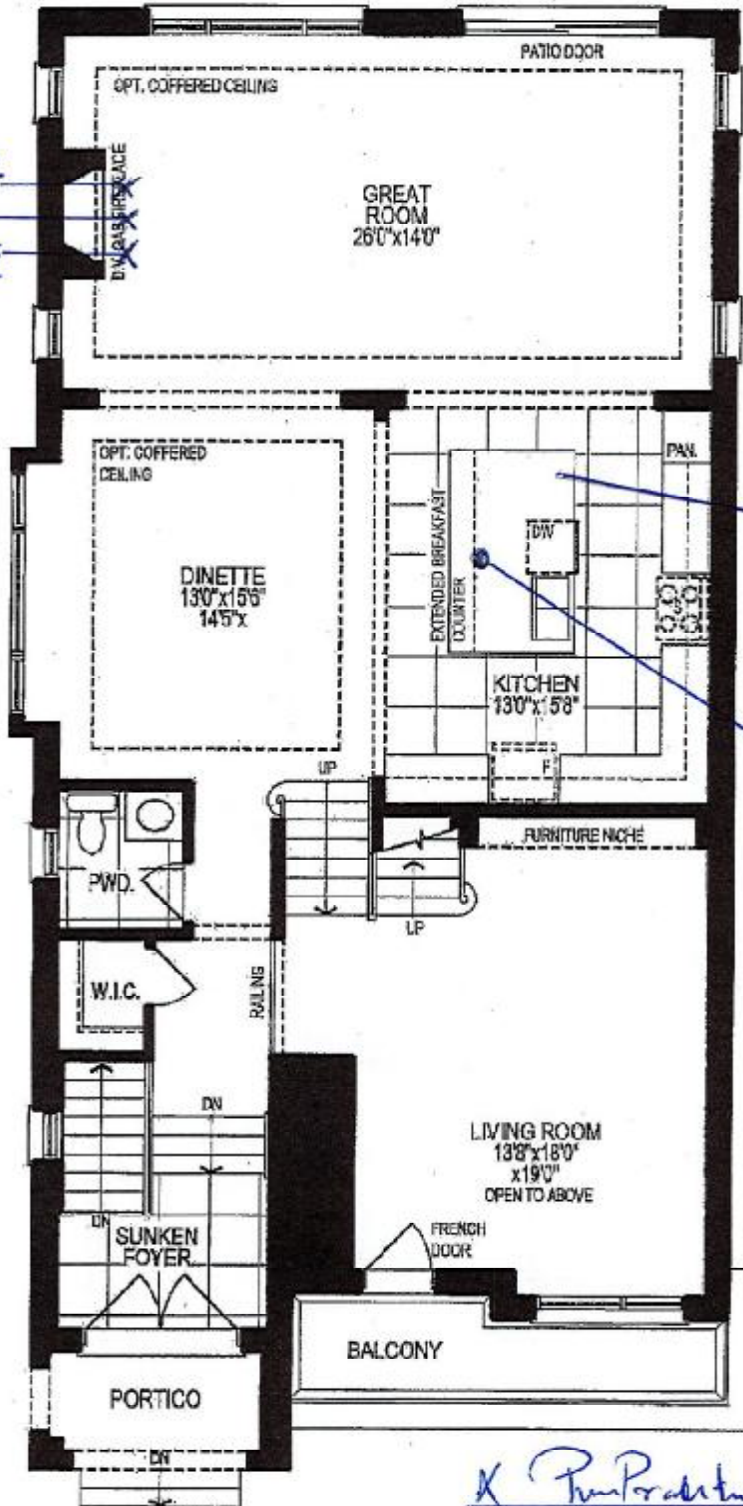 PATIO DOOR
OPT. COFFERED CEILING
D.V. GAS FIREPLACE
GREAT
ROOM
26'0"x14'0"
OPT. COFFERED
CEILING
PAN.
EXTENDED BREAKFAST
COUNTER
DW
DINETTE
13'0"x15'6"
14'5"x
KITCHEN
13'0"x15'8"
F
UP
FURNITURE NICHE
PWD.
UP
W.I.C.
RAILING
DN
LIVING ROOM
13'8"x18'0"
x19'0"
OPEN TO ABOVE
DN
SUNKEN
FOYER
FRENCH
DOOR
BALCONY
PORTICO
DN